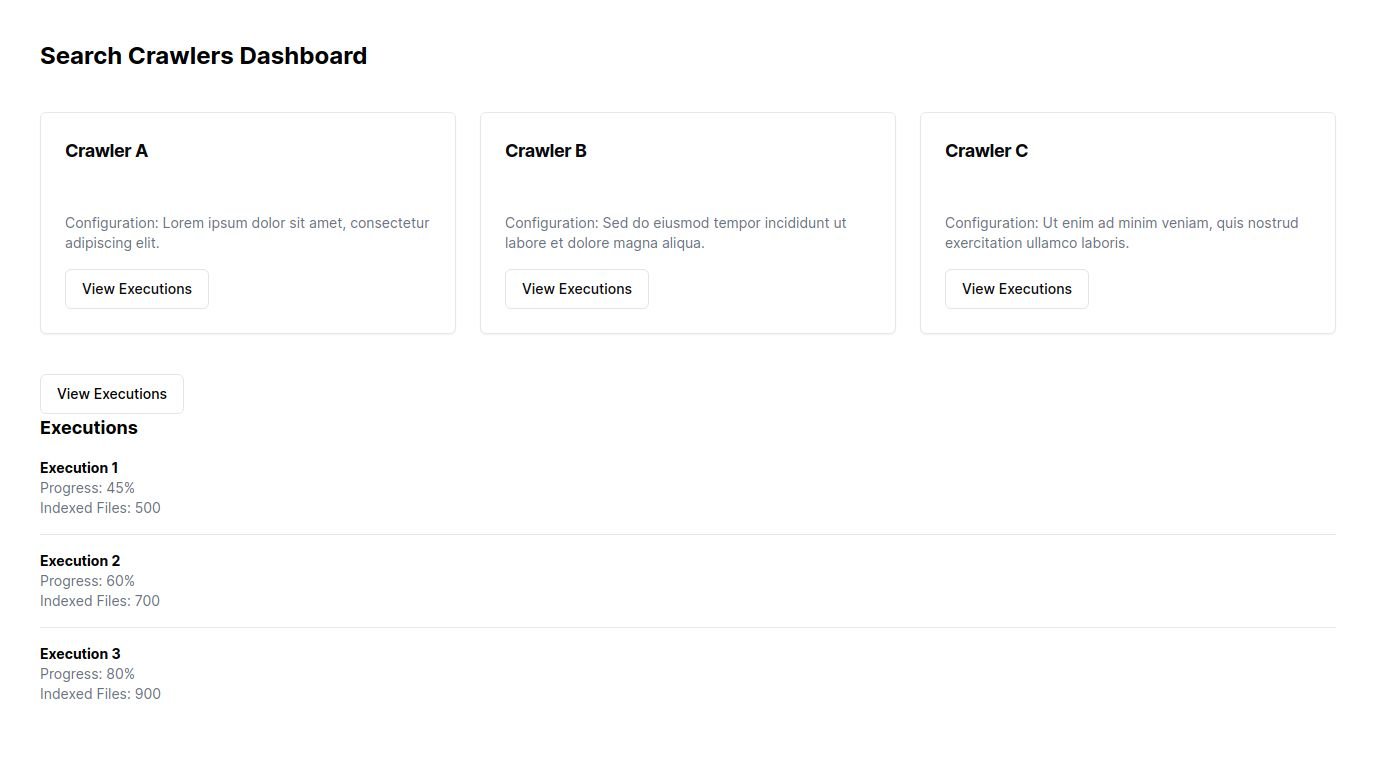 Search Crawlers Dashboard
Crawler A
Configuration: Lorem ipsum dolor sit amet, consectetur
adipiscing elit.
View Executions
Crawler B
Configuration: Sed do eiusmod tempor incididunt ut
labore et dolore magna aliqua.
View Executions
Crawler C
Configuration: Ut enim ad minim veniam, quis nostrud
exercitation ullamco laboris.
View Executions
View Executions
Executions
Execution 1
Progress: 45%
Indexed Files: 500
Execution 2
Progress: 60%
Indexed Files: 700
Execution 3
Progress: 80%
Indexed Files: 900